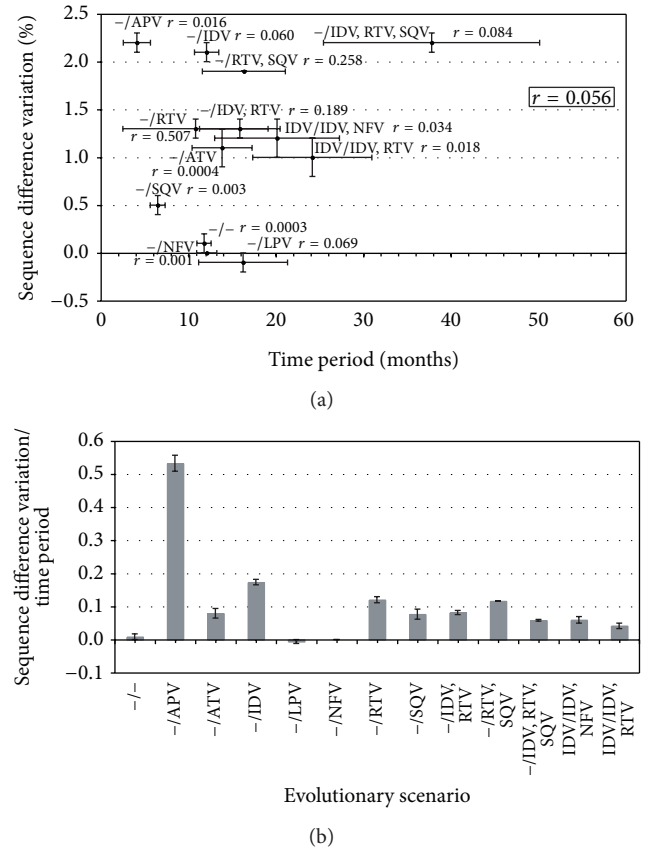 Sequence difference variation (%)
2.5
2.0
1.5
1.0
0.5
0.0
−0.5
−/APV r = 0.016
−/IDV r = 0.060
−/IDV, RTV, SQV r = 0.084
−/RTV, SQV r = 0.258
r = 0.056
−/RTV
r = 0.507
−/IDV, RTV r = 0.189
IDV/IDV, NFV r = 0.034
IDV/IDV, RTV r = 0.018
−/ATV
r = 0.0004
−/SQV r = 0.003
−/− r = 0.0003
−/NFV
r = 0.001
−/LPV r = 0.069
0 10 20 30 40 50 60
Time period (months)
(a)
Sequence difference variation/
time period
0.6
0.5
0.4
0.3
0.2
0.1
0.0
−0.1
−/−
−/APV
−/ATV
−/IDV
−/LPV
−/NFV
−/RTV
−/SQV
−/IDV,
RTV
−/RTV,
SQV
−/IDV, RTV,
SQV
IDV/IDV,
NFV
IDV/IDV,
RTV
Evolutionary scenario
(b)